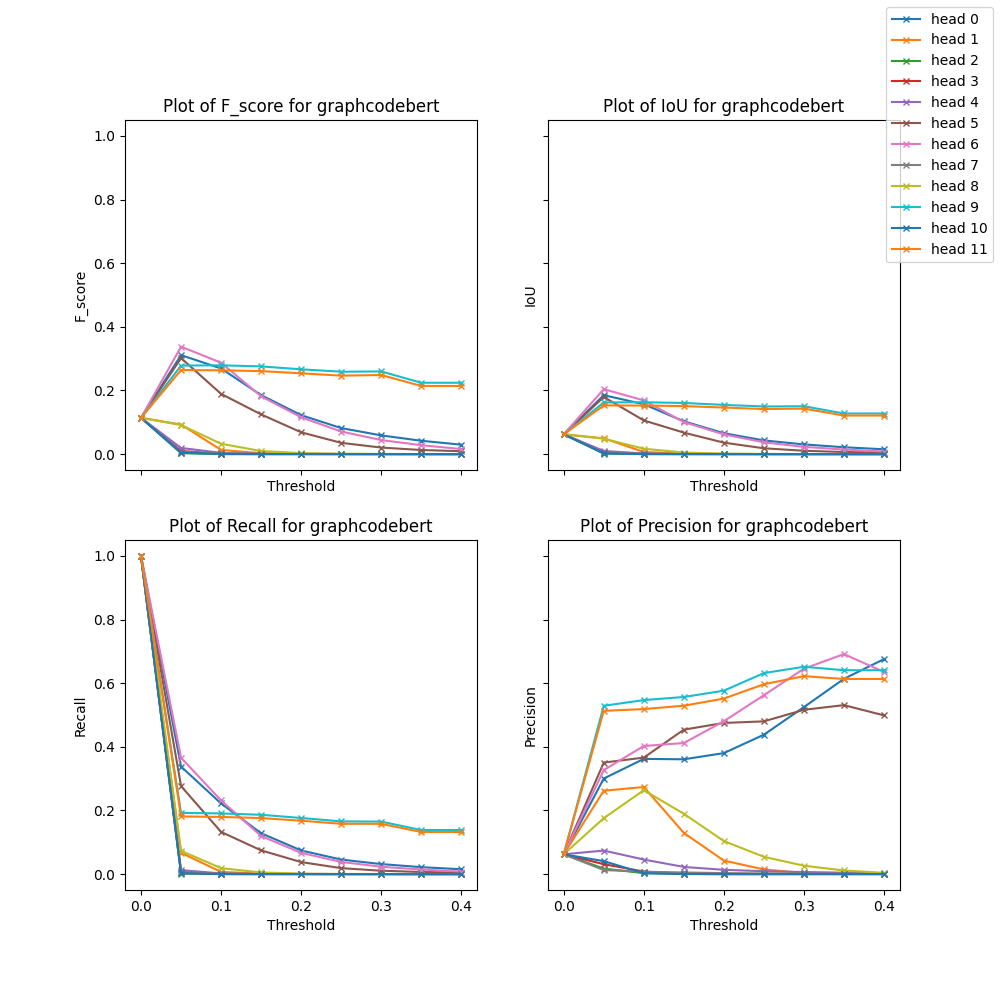 head 0
head 1
head 2
head 3
head 4
head 5
head 6
head 7
head 8
head 9
head 10
head 11
Plot of F_score for graphcodebert
1.0
0.8
0.6
0.4
0.2
0.0
F_score
Threshold
Plot of IoU for graphcodebert
IoU
Threshold
Plot of Recall for graphcodebert
1.0
0.8
0.6
0.4
0.2
0.0
Recall
0.0 0.1 0.2 0.3 0.4
Threshold
Plot of Precision for graphcodebert
Precision
0.0 0.1 0.2 0.3 0.4
Threshold